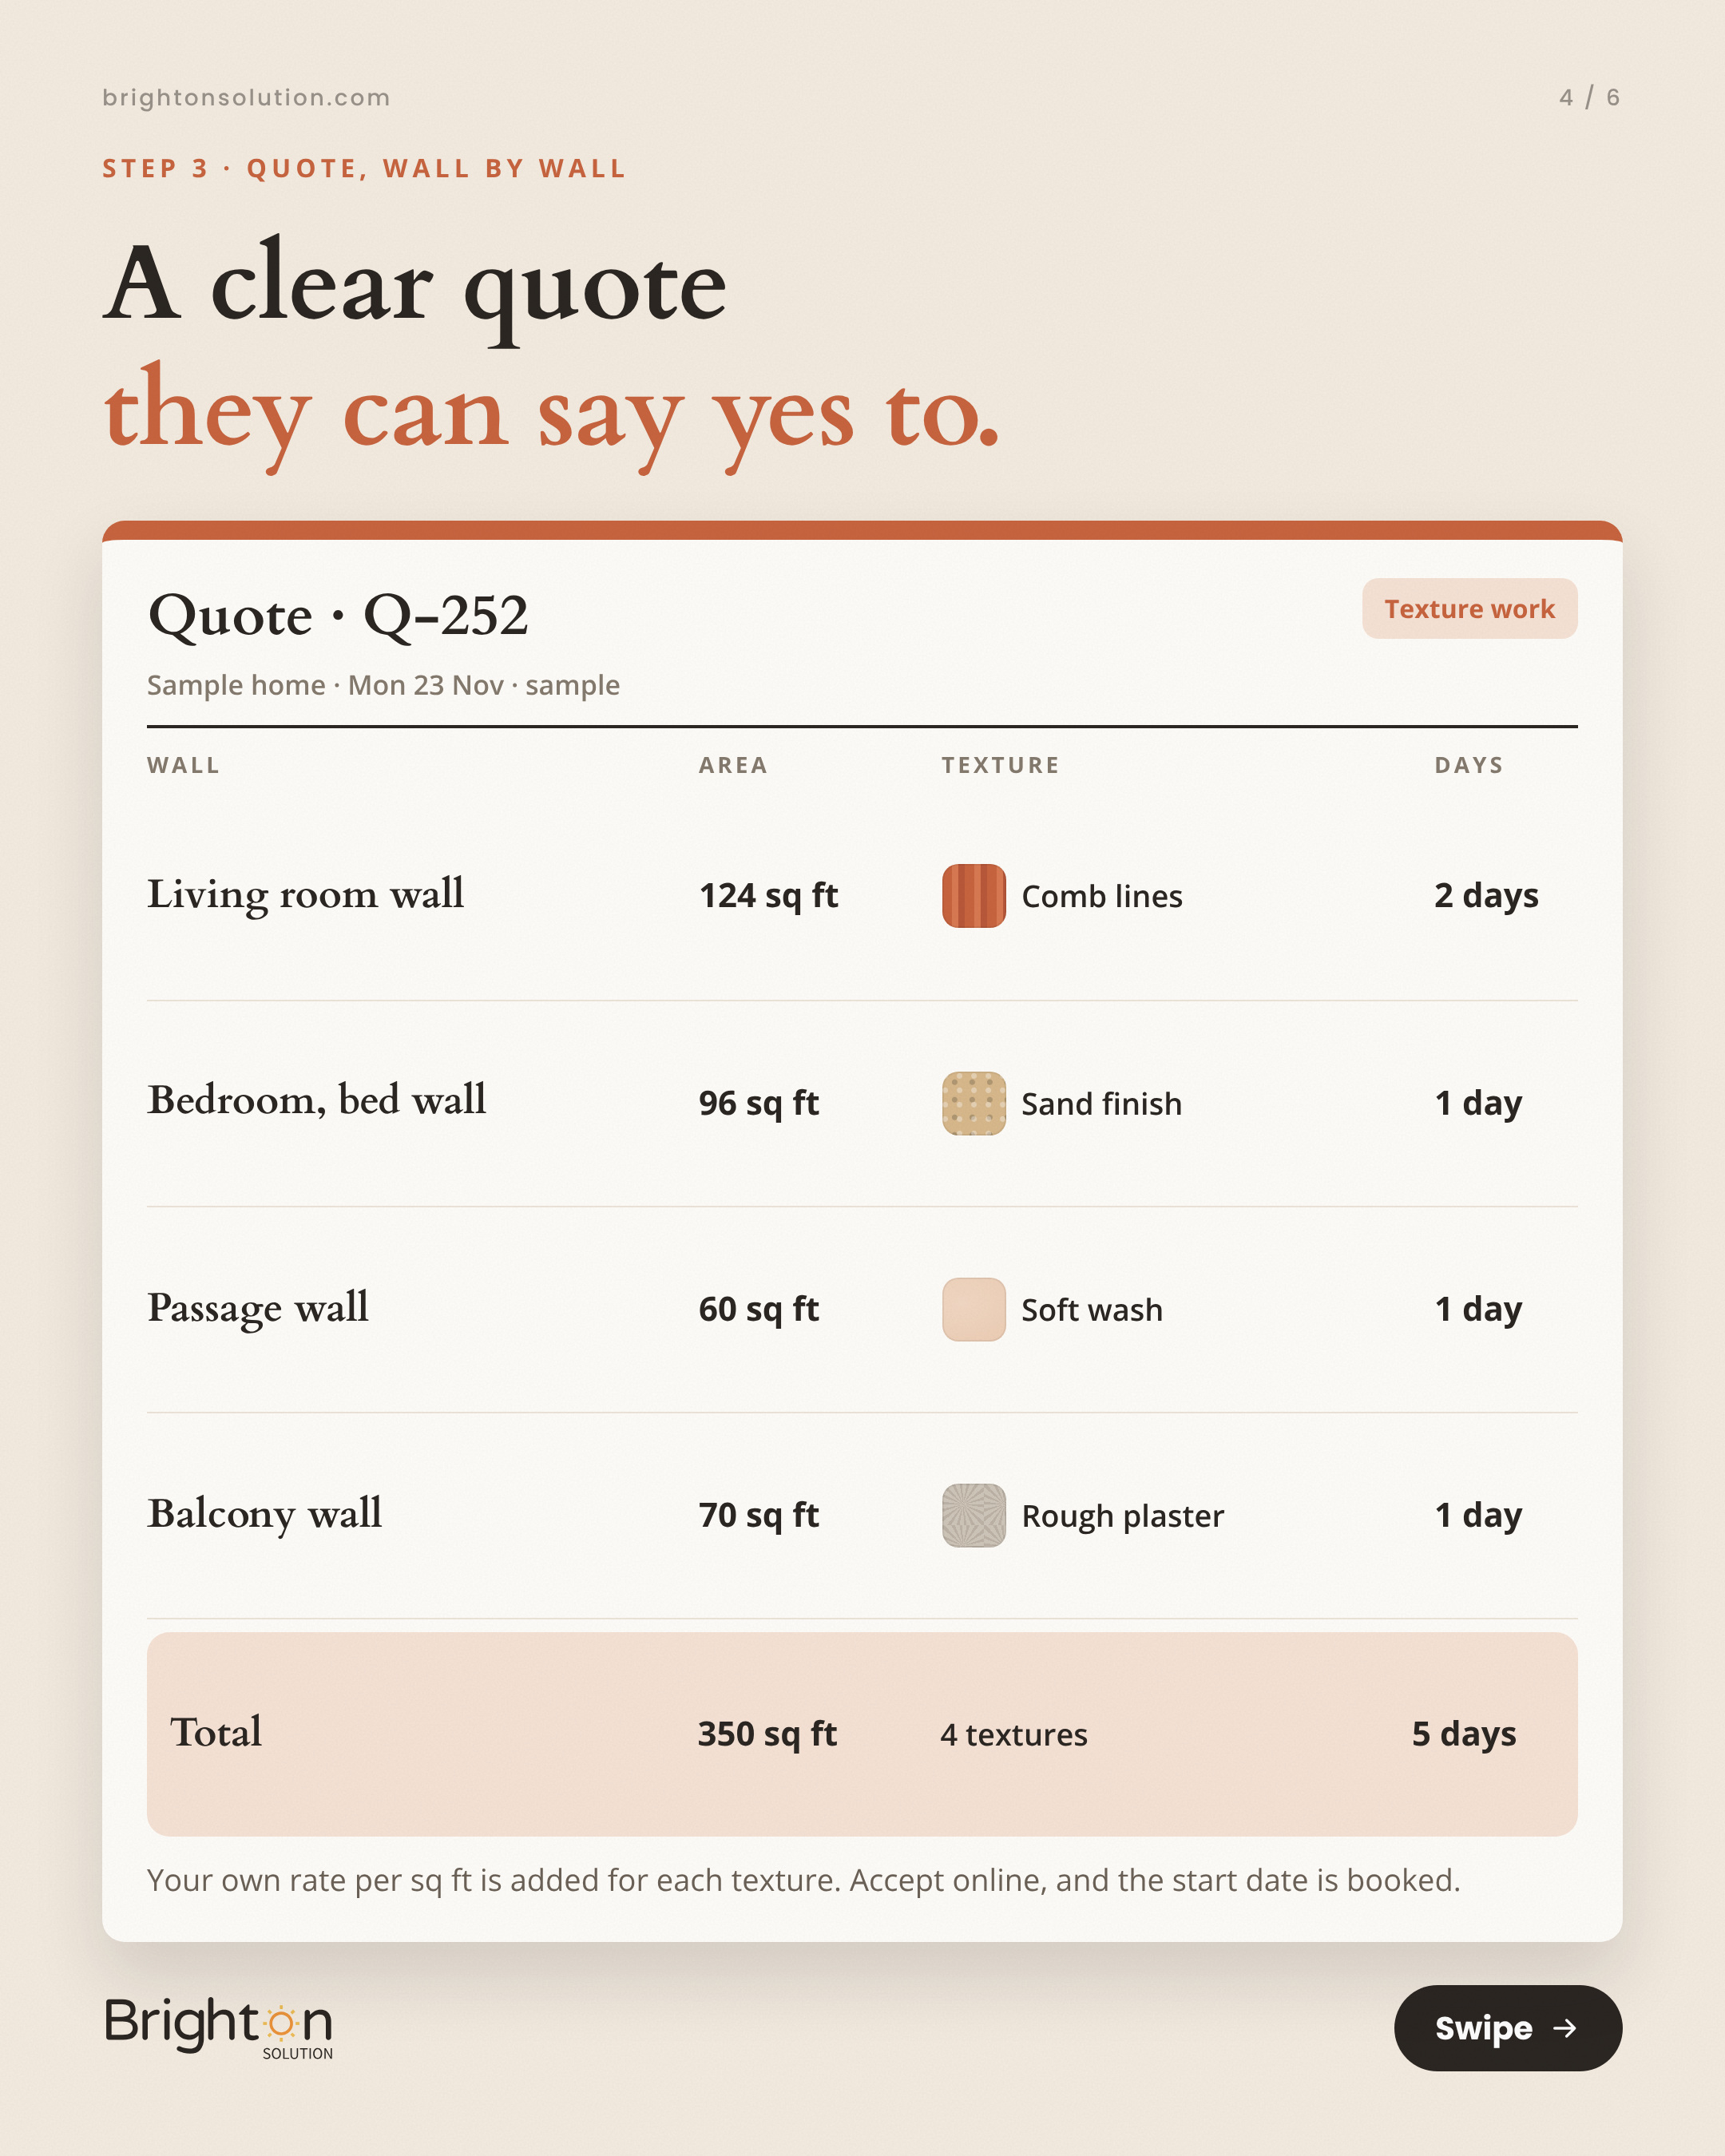 brightonsolution.com
4 / 6
STEP 3 · QUOTE, WALL BY WALL
A clear quote
they can say yes to.
Quote · Q-252
Texture work
Sample home · Mon 23 Nov · sample
WALL AREA TEXTURE DAYS
Living room wall 124 sq ft Comb lines 2 days
Bedroom, bed wall 96 sq ft Sand finish 1 day
Passage wall 60 sq ft Soft wash 1 day
Balcony wall 70 sq ft Rough plaster 1 day
Total 350 sq ft 4 textures 5 days
Your own rate per sq ft is added for each texture. Accept online, and the start date is booked.
Brighton
SOLUTION
Swipe →